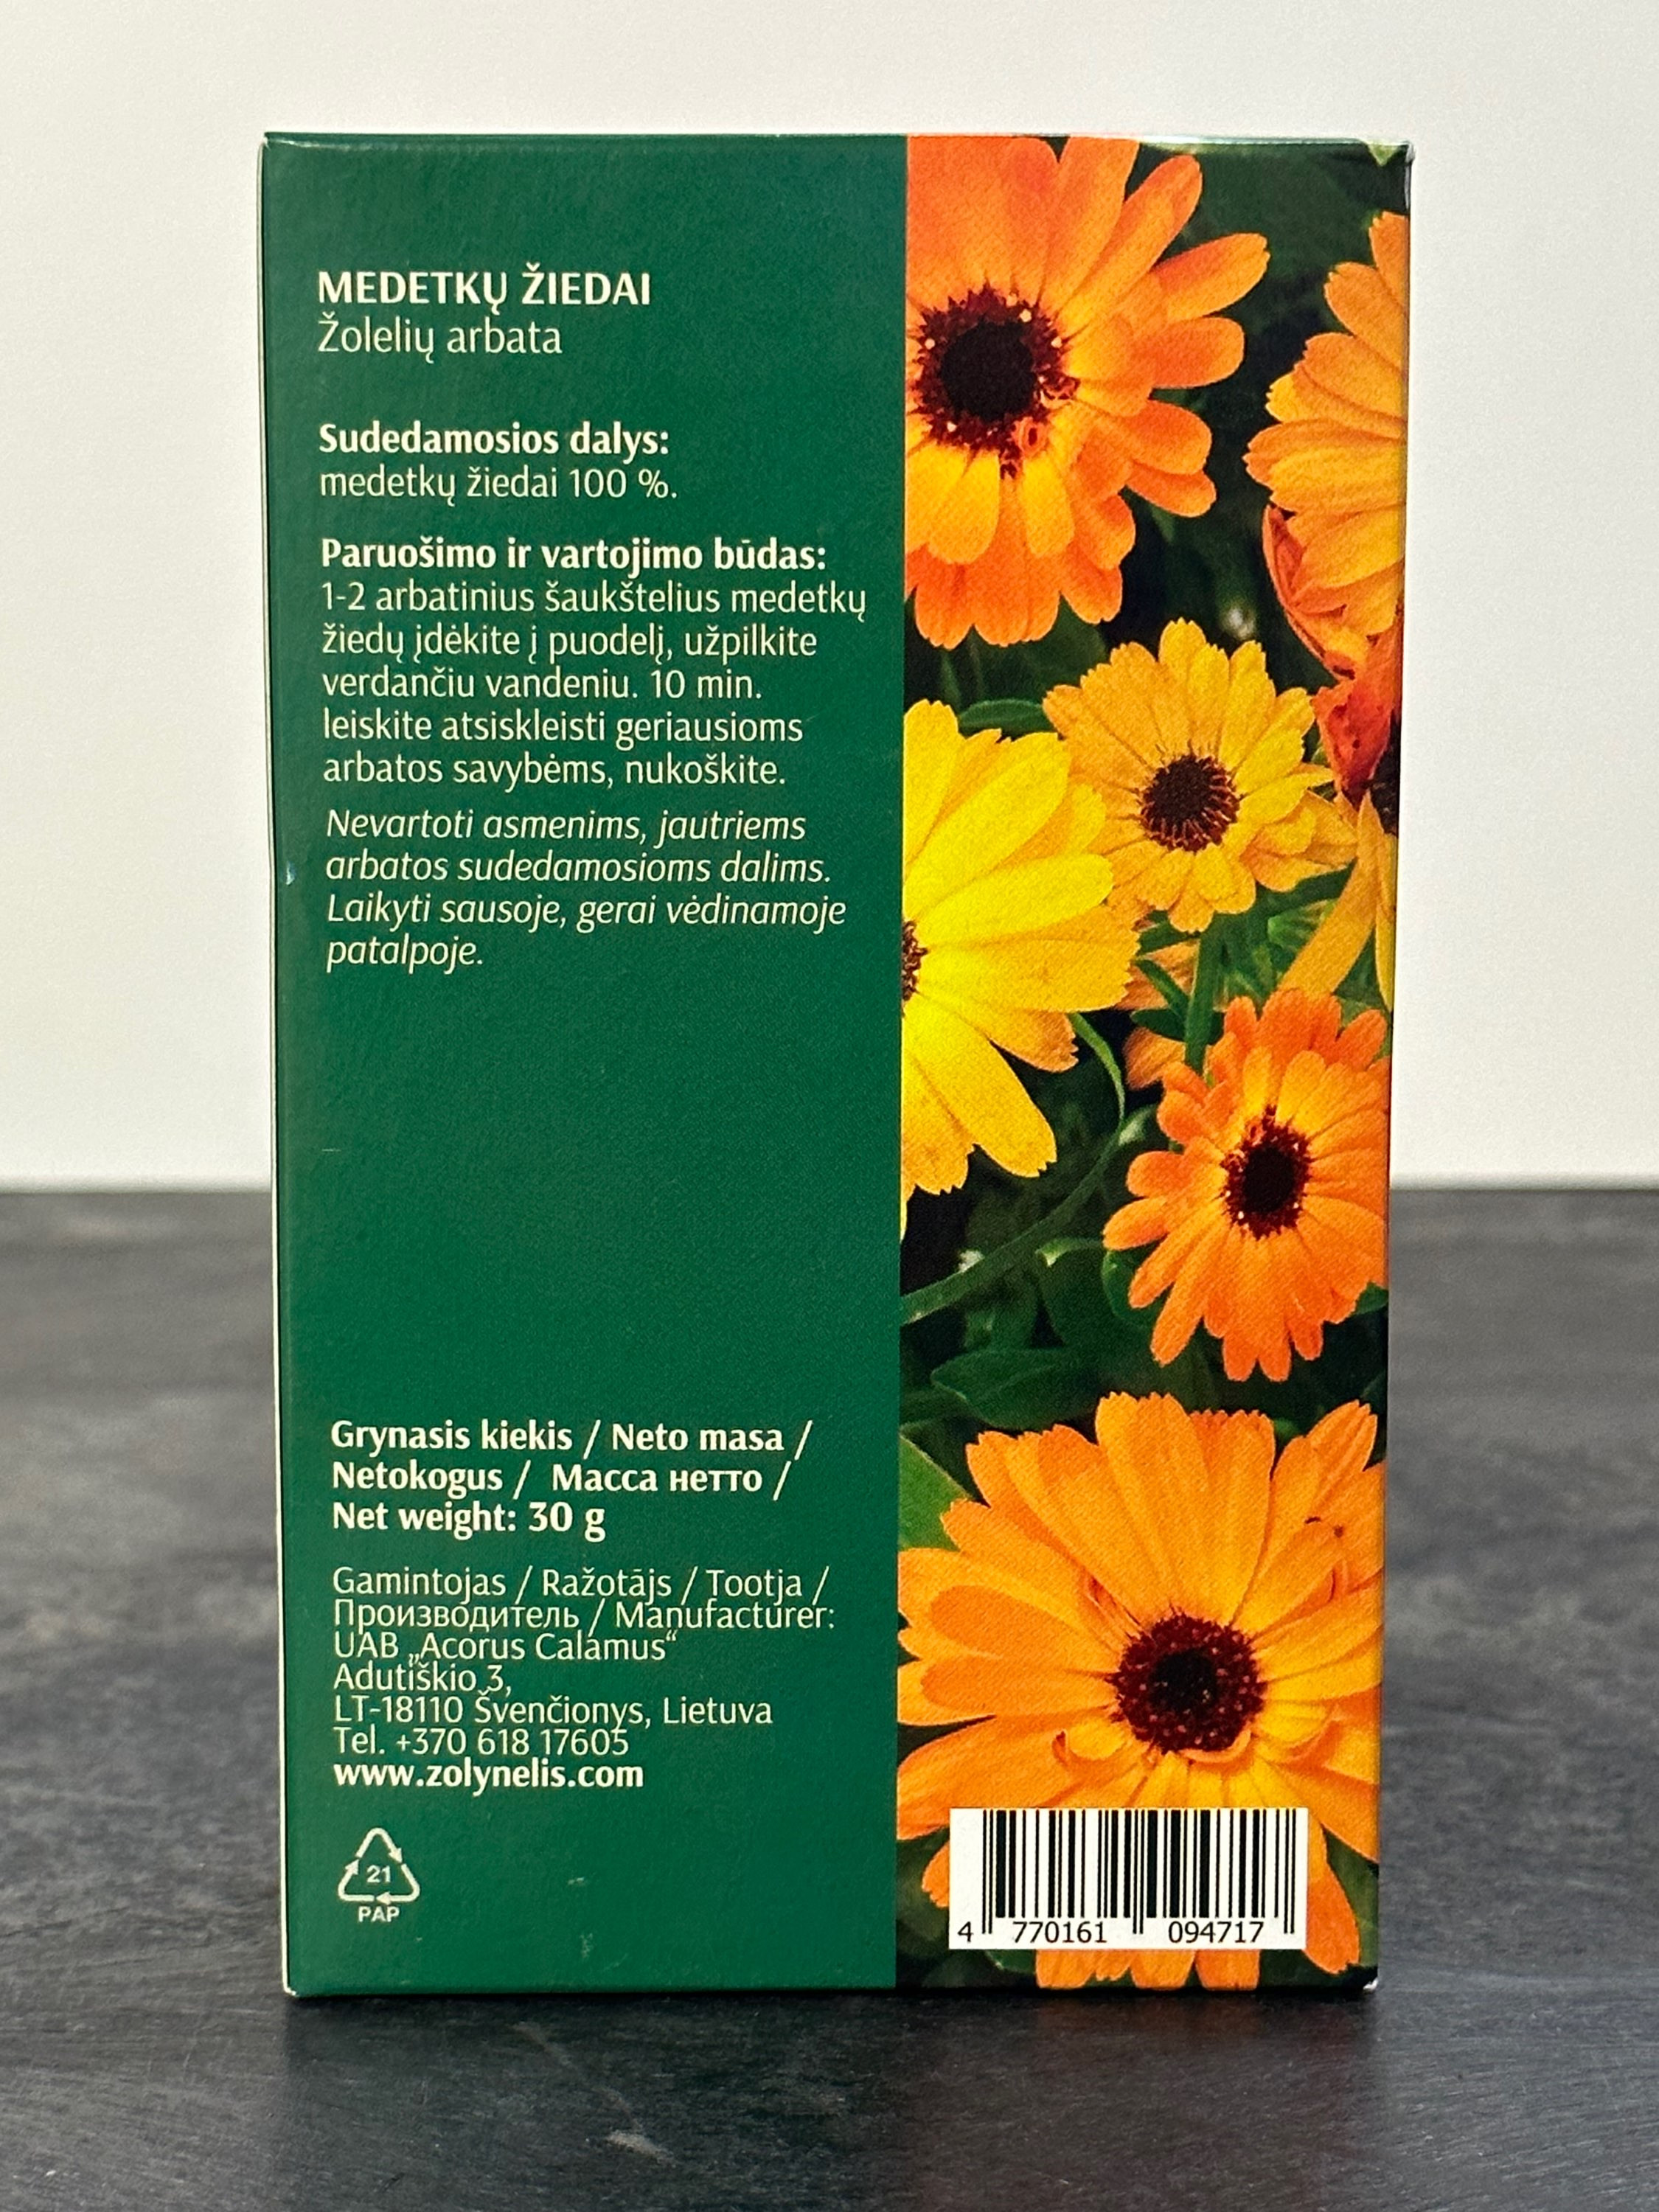 MEDETKŲ ŽIEDAI
Žolelių arbata
Sudedamosios dalys:
medetkų žiedai 100 %.
Paruošimo ir vartojimo būdas:
1-2 arbatinius šaukštelius medetkų
žiedų įdėkite į puodelį, užpilkite
verdančiu vandeniu. 10 min.
leiskite atsiskleisti geriausioms
arbatos savybėms, nukoškite.
Nevartoti asmenims, jautriems
arbatos sudedamosioms dalims.
Laikyti sausoje, gerai vėdinamoje
patalpoje.
Grynasis kiekis / Neto masa /
Netokogus / Масса нетто /
Net weight: 30 g
Gamintojas / Ražotājs / Tootja /
Производитель / Manufacturer:
UAB „Acorus Calamus“
Adutiškio 3,
LT-18110 Švenčionys, Lietuva
Tel. +370 618 17605
www.zolynelis.com
21
PAP
4 770161 094717